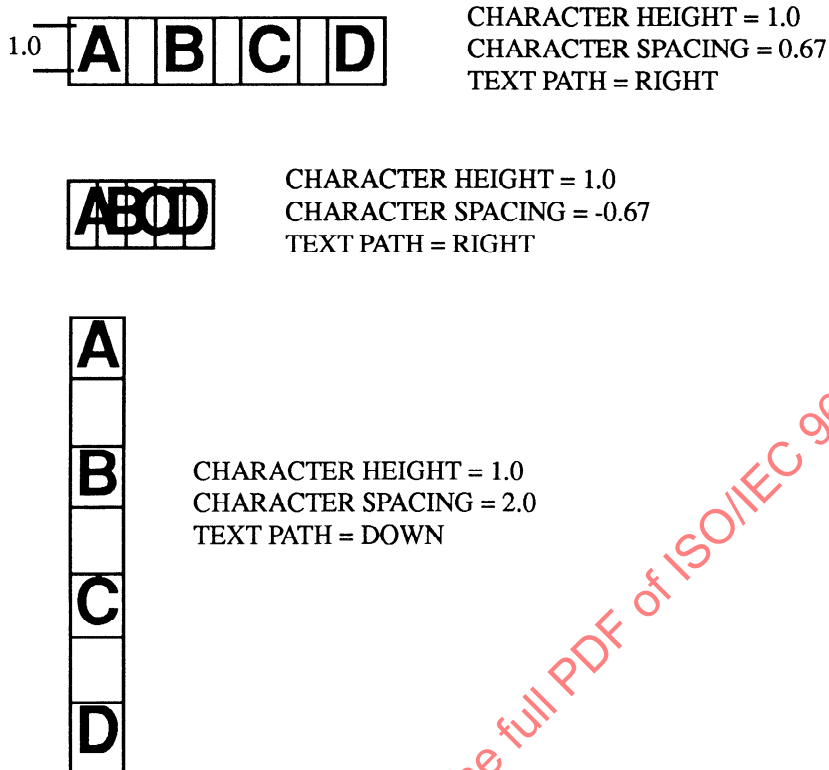 1.0
A B C D
CHARACTER HEIGHT = 1.0
CHARACTER SPACING = 0.67
TEXT PATH = RIGHT
ABCD
CHARACTER HEIGHT = 1.0
CHARACTER SPACING = -0.67
TEXT PATH = RIGHT
A
B
C
D
CHARACTER HEIGHT = 1.0
CHARACTER SPACING = 2.0
TEXT PATH = DOWN
full PDF of ISO/IEC